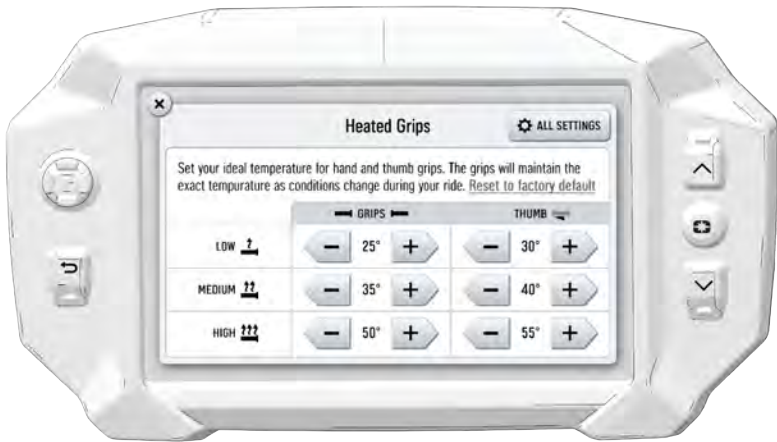 Heated Grips
ALL SETTINGS
Set your ideal temperature for hand and thumb grips. The grips will maintain the
exact tempurature as conditions change during your ride. Reset to factory default
GRIPS THUMB
LOW 25° 30°
MEDIUM 35° 40°
HIGH 50° 55°